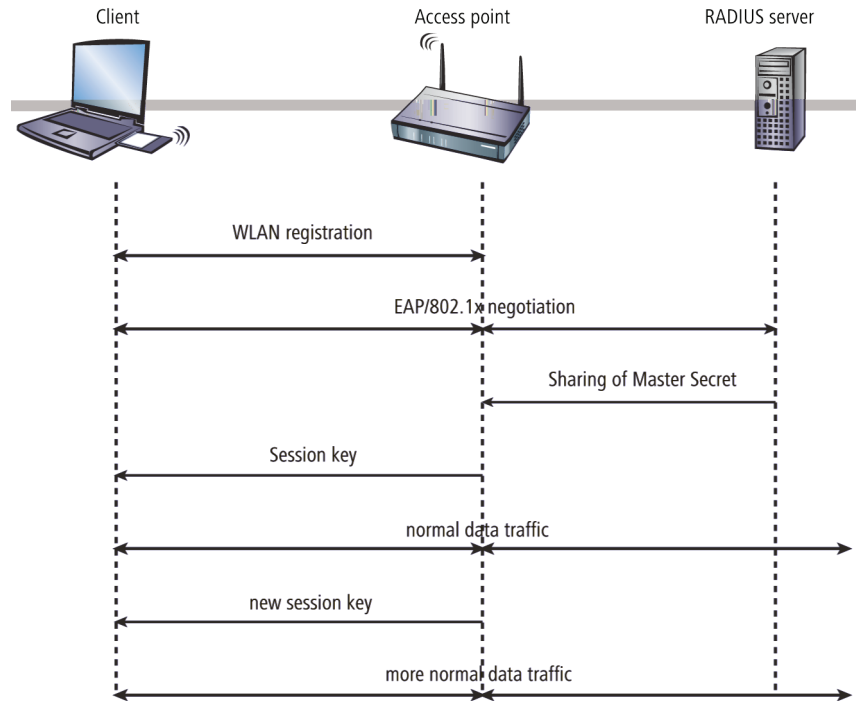 Client
Access point
RADIUS server
WLAN registration
EAP/802.1x negotiation
Sharing of Master Secret
Session key
normal data traffic
new session key
more normal data traffic